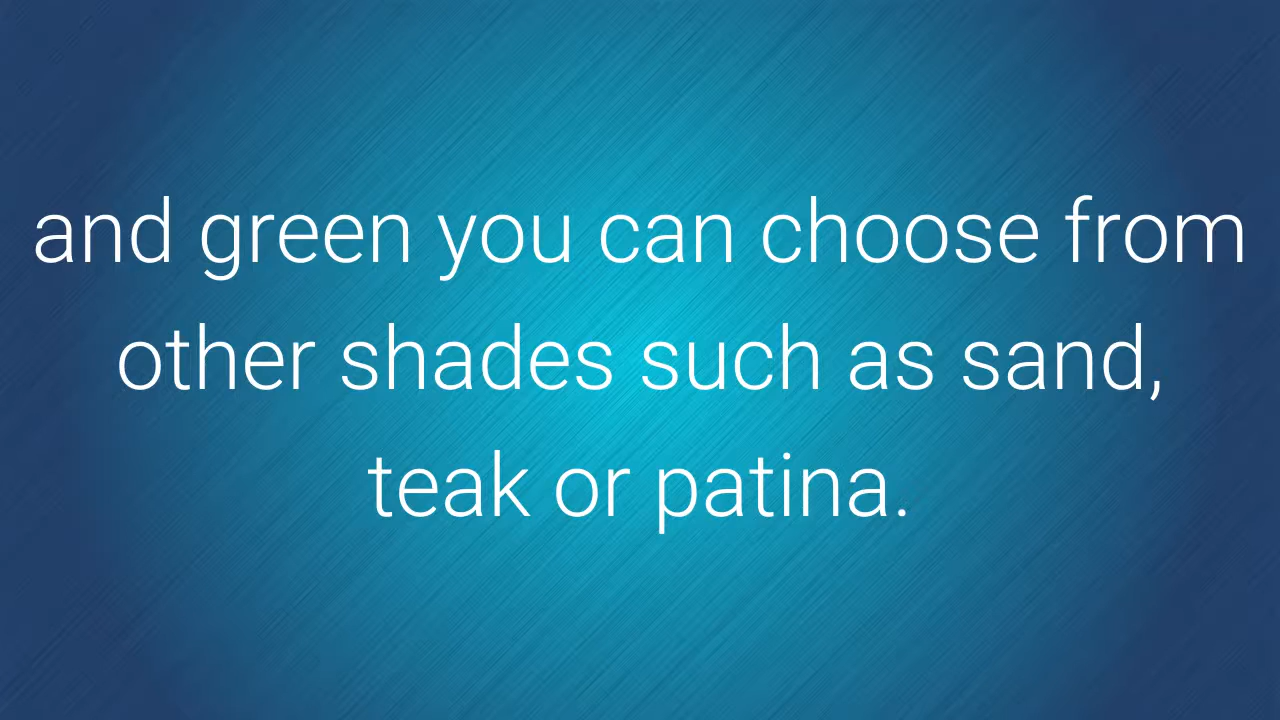 and green you can choose from
other shades such as sand,
teak or patina.